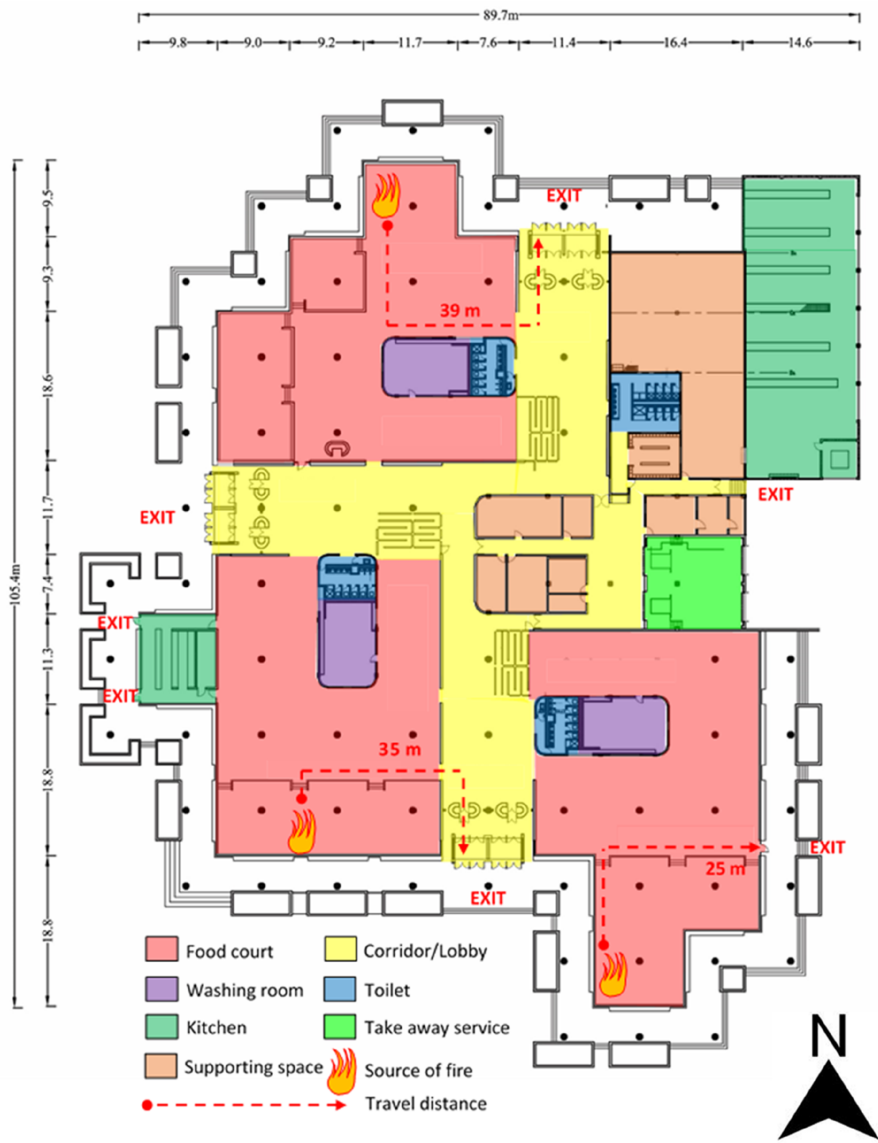 89.7m
9.8 9.0 9.2 11.7 7.6 11.4 16.4 14.6
105.4m
9.5
9.3
18.6
11.7
7.4
11.3
18.8
18.8
EXIT
39 m
EXIT
EXIT
EXIT
EXIT
35 m
EXIT
25 m
EXIT
Food court
Corridor/Lobby
Washing room
Toilet
Kitchen
Take away service
Supporting space
Source of fire
Travel distance
N